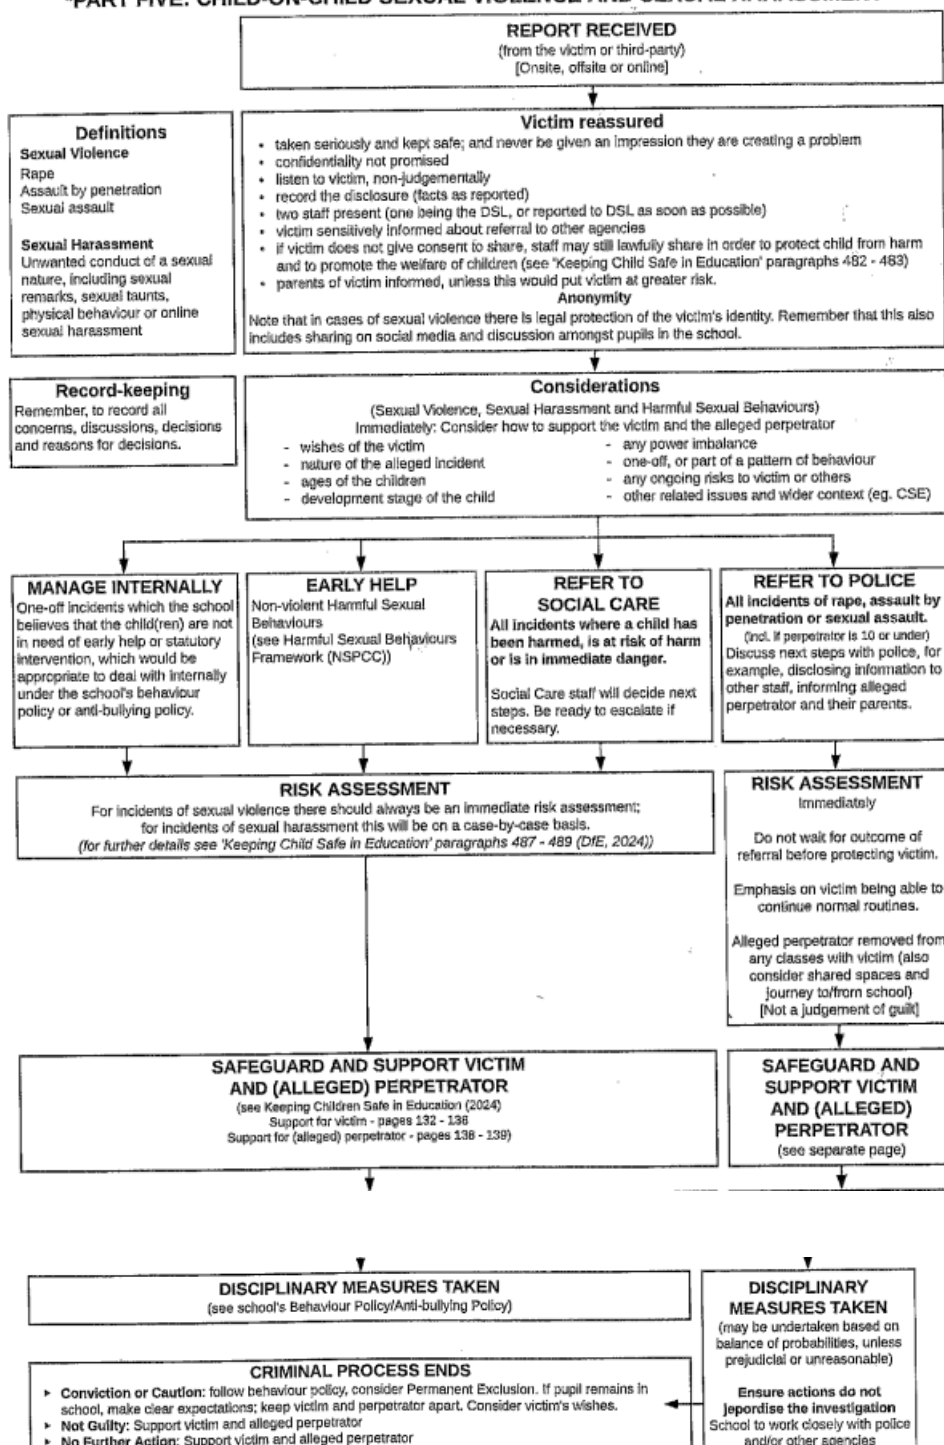 *PART FIVE: CHILD-ON-CHILD SEXUAL VIOLENCE AND SEXUAL HARASSMENT
REPORT RECEIVED
(from the victim or third-party)
[Onsite, offsite or online]
Definitions
Sexual Violence
Rape
Assault by penetration
Sexual assault
Sexual Harassment
Unwanted conduct of a sexual
nature, including sexual
remarks, sexual taunts,
physical behaviour or online
sexual harassment
Victim reassured
• taken seriously and kept safe; and never be given an impression they are creating a problem
• confidentiality not promised
• listen to victim, non-judgementally
• record the disclosure (facts as reported)
• two staff present (one being the DSL, or reported to DSL as soon as possible)
• victim sensitively informed about referral to other agencies
• if victim does not give consent to share, staff may still lawfully share in order to protect child from harm
and to promote the welfare of children (see 'Keeping Child Safe in Education' paragraphs 482 - 483)
• parents of victim informed, unless this would put victim at greater risk.
Anonymity
Note that in cases of sexual violence there is legal protection of the victim's identity. Remember that this also
includes sharing on social media and discussion amongst pupils in the school.
Record-keeping
Remember, to record all
concerns, discussions, decisions
and reasons for decisions.
Considerations
(Sexual Violence, Sexual Harassment and Harmful Sexual Behaviours)
Immediately: Consider how to support the victim and the alleged perpetrator
- wishes of the victim
- nature of the alleged incident
- ages of the children
- development stage of the child
- any power imbalance
- one-off, or part of a pattern of behaviour
- any ongoing risks to victim or others
- other related issues and wider context (eg. CSE)
MANAGE INTERNALLY
One-off incidents which the school
believes that the child(ren) are not
in need of early help or statutory
intervention, which would be
appropriate to deal with internally
under the school's behaviour
policy or anti-bullying policy.
EARLY HELP
Non-violent Harmful Sexual
Behaviours
(see Harmful Sexual Behaviours
Framework (NSPCC))
REFER TO
SOCIAL CARE
All incidents where a child has
been harmed, is at risk of harm
or is in immediate danger.
Social Care staff will decide next
steps. Be ready to escalate if
necessary.
REFER TO POLICE
All incidents of rape, assault by
penetration or sexual assault.
(incl. if perpetrator is 10 or under)
Discuss next steps with police, for
example, disclosing information to
other staff, informing alleged
perpetrator and their parents.
RISK ASSESSMENT
For incidents of sexual violence there should always be an immediate risk assessment;
for incidents of sexual harassment this will be on a case-by-case basis.
(for further details see 'Keeping Child Safe in Education' paragraphs 487 - 489 (DfE, 2024))
RISK ASSESSMENT
Immediately
Do not wait for outcome of
referral before protecting victim.
Emphasis on victim being able to
continue normal routines.
Alleged perpetrator removed from
any classes with victim (also
consider shared spaces and
journey to/from school)
[Not a judgement of guilt]
SAFEGUARD AND SUPPORT VICTIM
AND (ALLEGED) PERPETRATOR
(see Keeping Children Safe in Education (2024)
Support for victim - pages 132 - 136
Support for (alleged) perpetrator - pages 136 - 139)
SAFEGUARD AND
SUPPORT VICTIM
AND (ALLEGED)
PERPETRATOR
(see separate page)
DISCIPLINARY MEASURES TAKEN
(see school's Behaviour Policy/Anti-bullying Policy)
DISCIPLINARY
MEASURES TAKEN
(may be undertaken based on
balance of probabilities, unless
prejudicial or unreasonable)
Ensure actions do not
jepordise the investigation
School to work closely with police
and/or other agencies
CRIMINAL PROCESS ENDS
▸ Conviction or Caution: follow behaviour policy, consider Permanent Exclusion. If pupil remains in
school, make clear expectations; keep victim and perpetrator apart. Consider victim's wishes.
▸ Not Guilty: Support victim and alleged perpetrator
▸ No Further Action: Support victim and alleged perpetrator